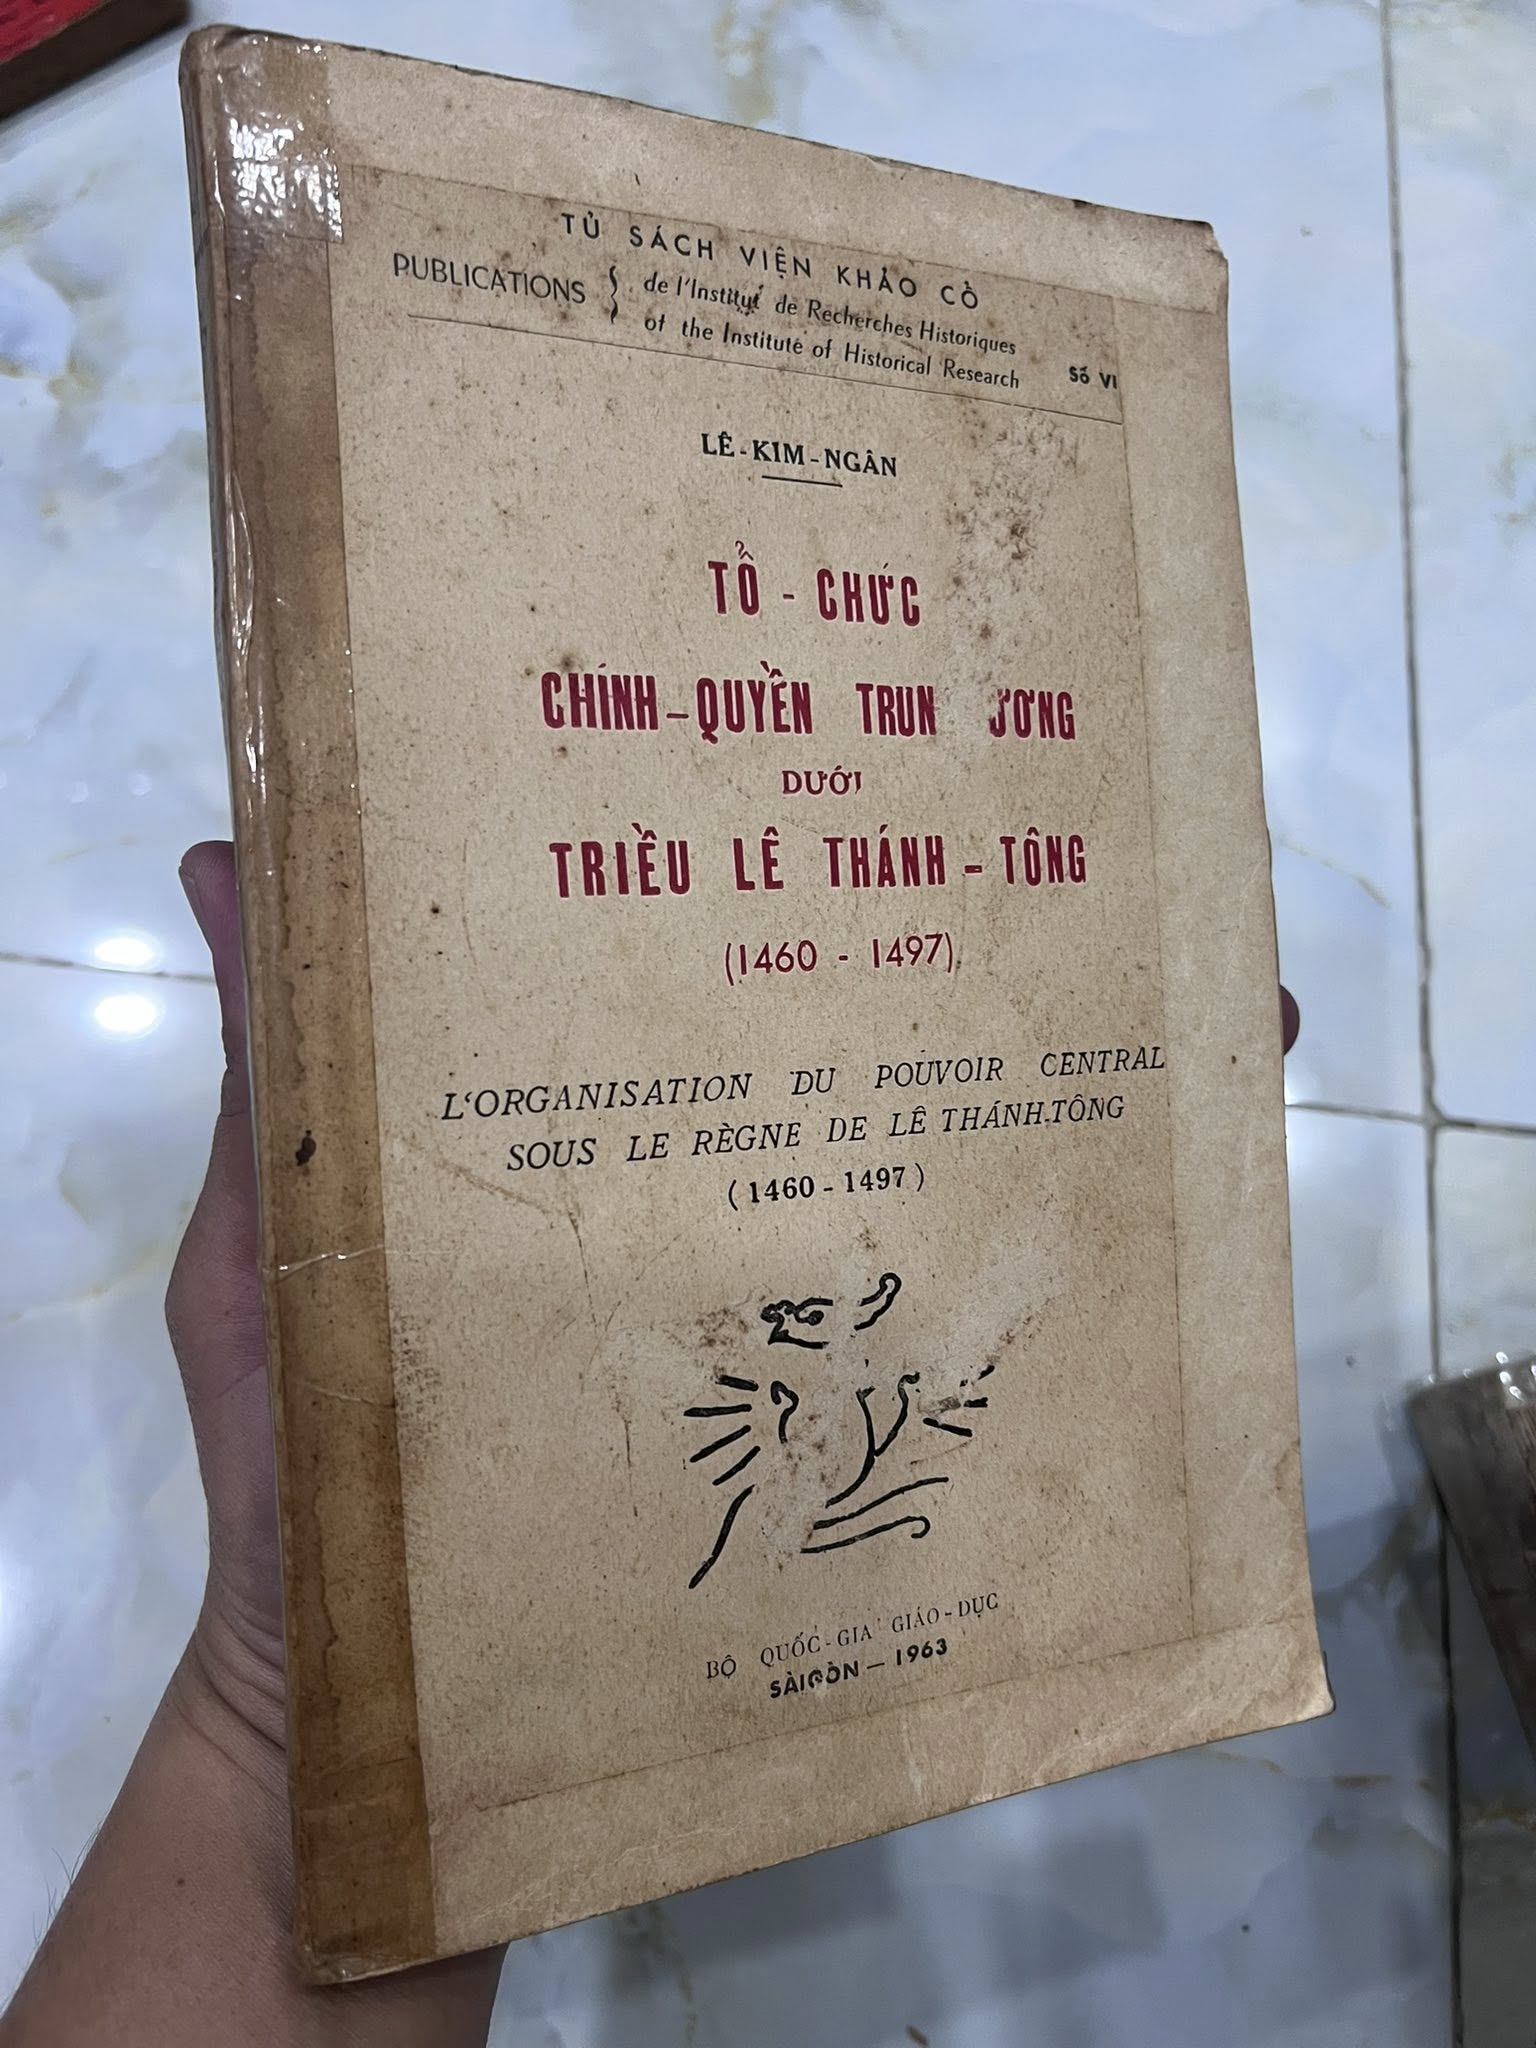 TỦ SÁCH VIỆN KHẢO CỔ
PUBLICATIONS { de l'Institut de Recherches Historiques
of the Institute of Historical Research
Số VI
LÊ-KIM-NGÂN
TỔ - CHỨC
CHÍNH-QUYỀN TRUN ƯƠNG
DƯỚI
TRIỀU LÊ THÁNH-TÔNG
(1460 - 1497)
L'ORGANISATION DU POUVOIR CENTRAL
SOUS LE RÈGNE DE LÊ THÁNH-TÔNG
(1460-1497)
BỘ QUỐC-GIA GIÁO-DỤC
SÀIGÒN — 1963